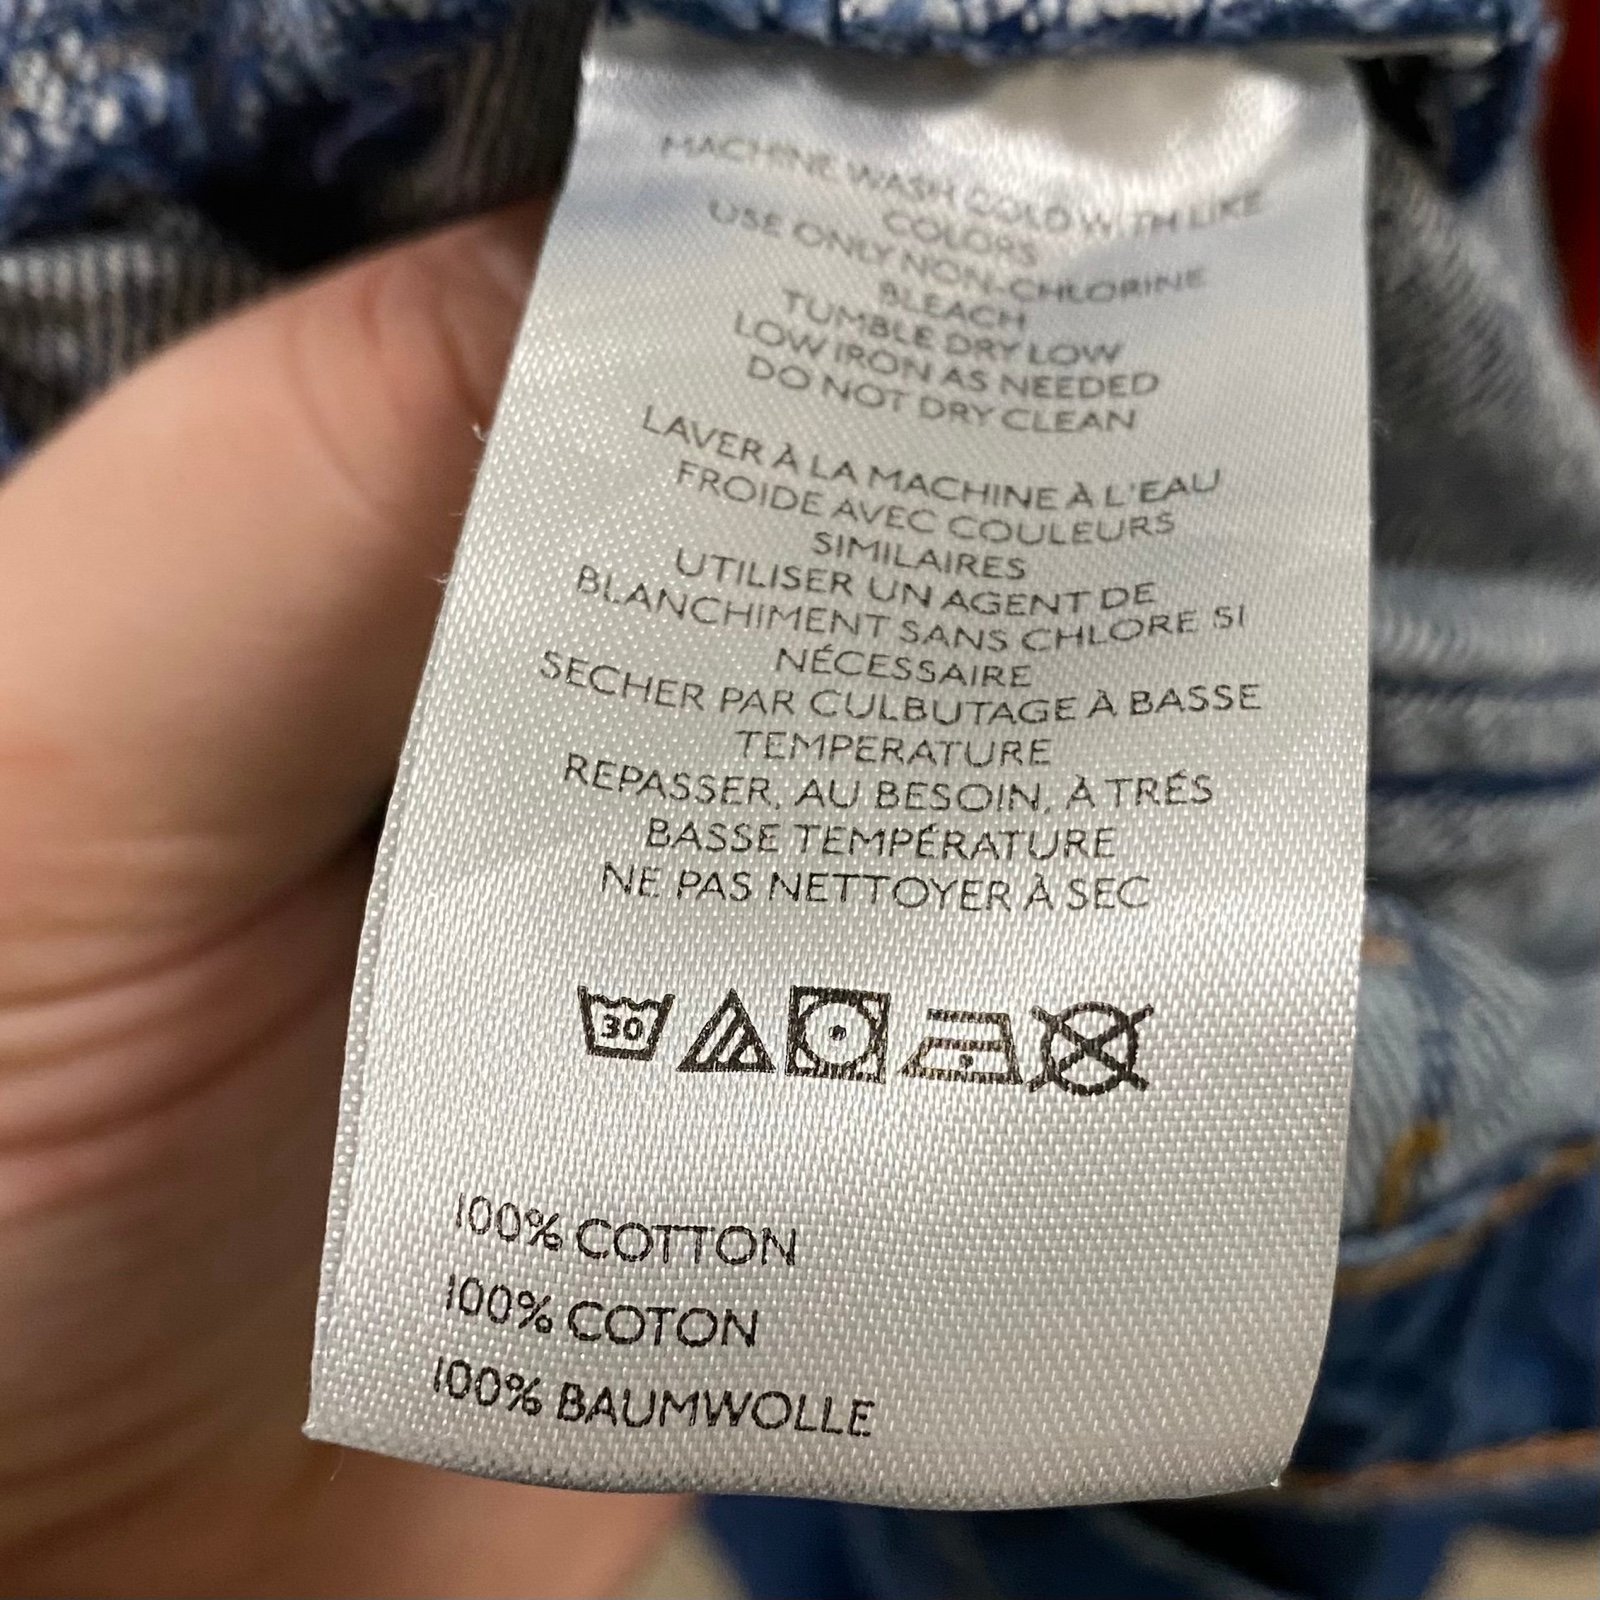 MACHINE WASH COLD WITH LIKE
COLORS
USE ONLY NON-CHLORINE
BLEACH
TUMBLE DRY LOW
LOW IRON AS NEEDED
DO NOT DRY CLEAN
LAVER À LA MACHINE À L'EAU
FROIDE AVEC COULEURS
SIMILAIRES
UTILISER UN AGENT DE
BLANCHIMENT SANS CHLORE SI
NÉCESSAIRE
SECHER PAR CULBUTAGE À BASSE
TEMPERATURE
REPASSER, AU BESOIN, À TRÉS
BASSE TEMPÉRATURE
NE PAS NETTOYER À SEC
30
100% COTTON
100% COTON
100% BAUMWOLLE